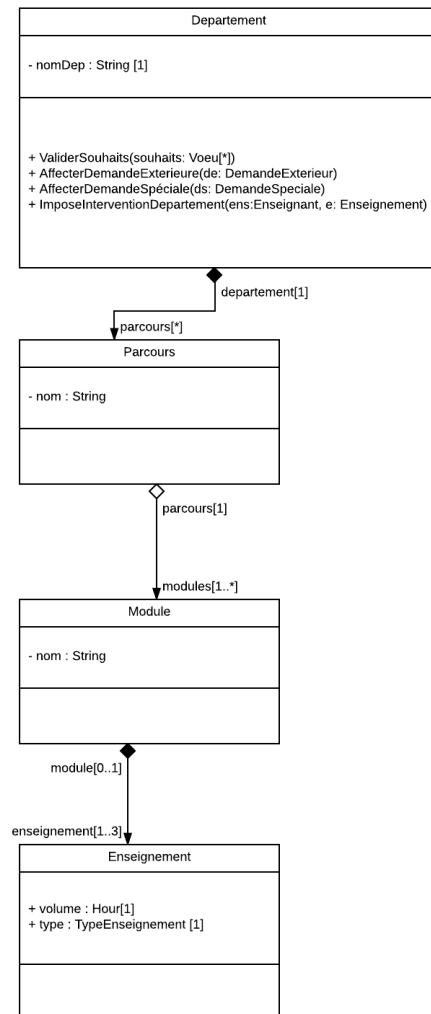 Departement
- nomDep : String [1]
+ ValiderSouhaits(souhaits: Voeu[*])
+ AffecterDemandeExterieure(de: DemandeExterieur)
+ AffecterDemandeSpéciale(ds: DemandeSpeciale)
+ ImposeInterventionDepartement(ens:Enseignant, e: Enseignement)
departement[1]
parcours[*]
Parcours
- nom : String
parcours[1]
modules[1..*]
Module
- nom : String
module[0..1]
enseignement[1..3]
Enseignement
+ volume : Hour[1]
+ type : TypeEnseignement [1]